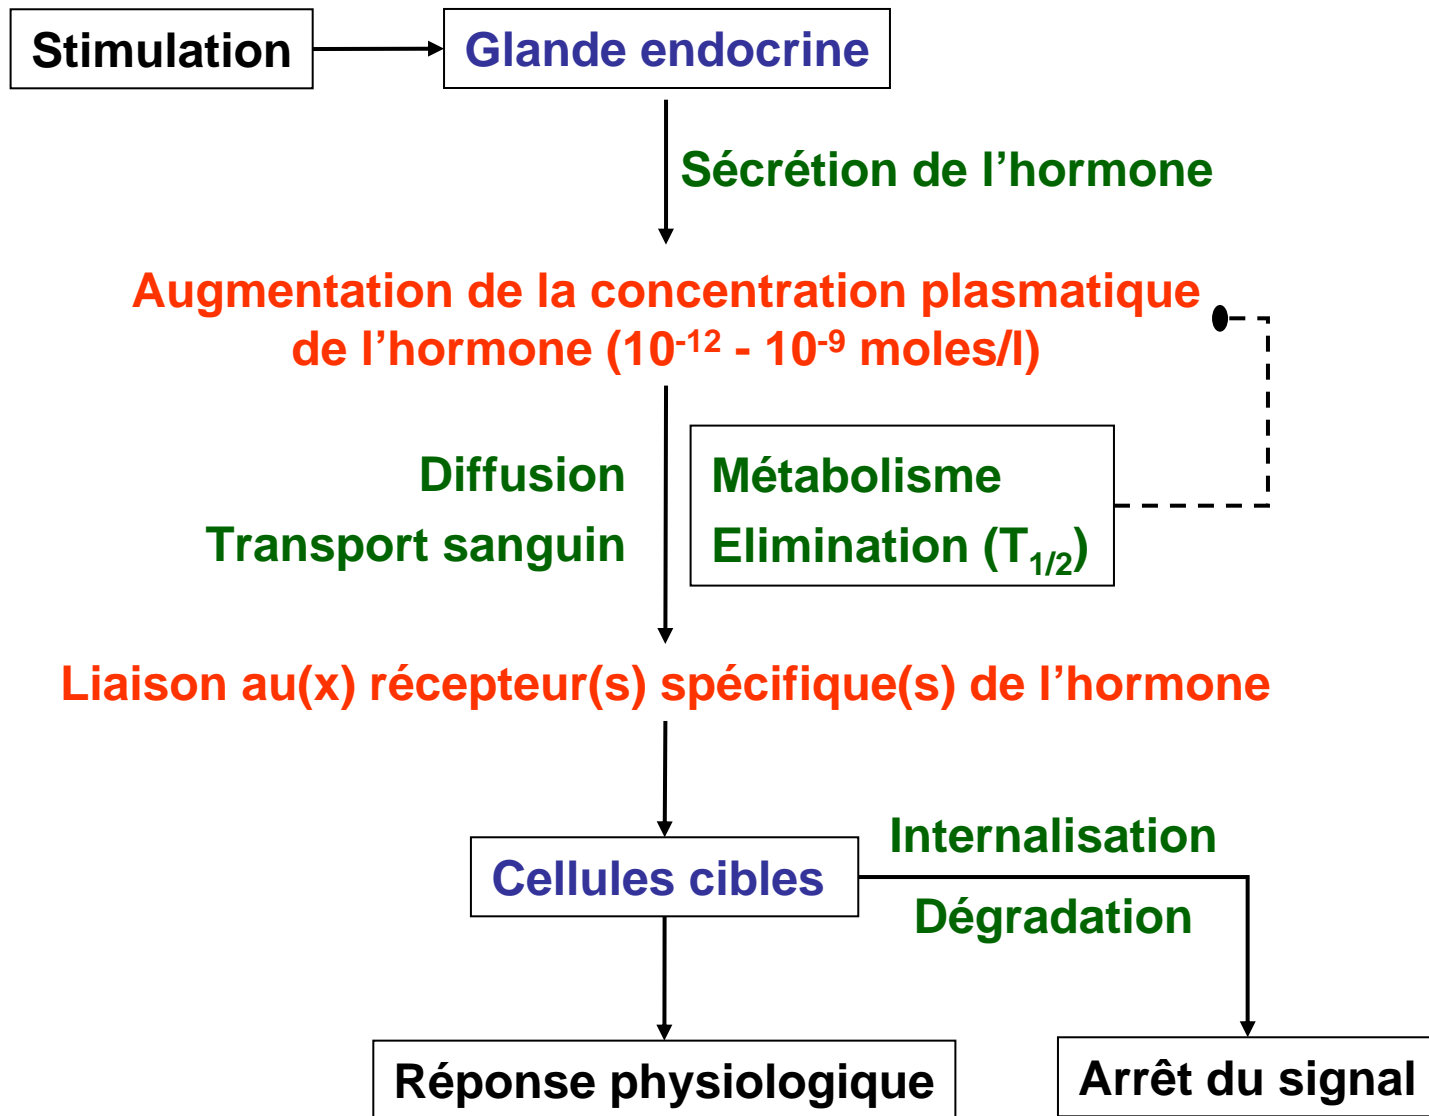 Stimulation
Glande endocrine
Sécrétion de l’hormone
Augmentation de la concentration plasmatique
de l’hormone (10⁻¹² - 10⁻⁹ moles/l)
Diffusion
Transport sanguin
Métabolisme
Elimination (T₁/₂)
Liaison au(x) récepteur(s) spécifique(s) de l’hormone
Cellules cibles
Internalisation
Dégradation
Réponse physiologique
Arrêt du signal